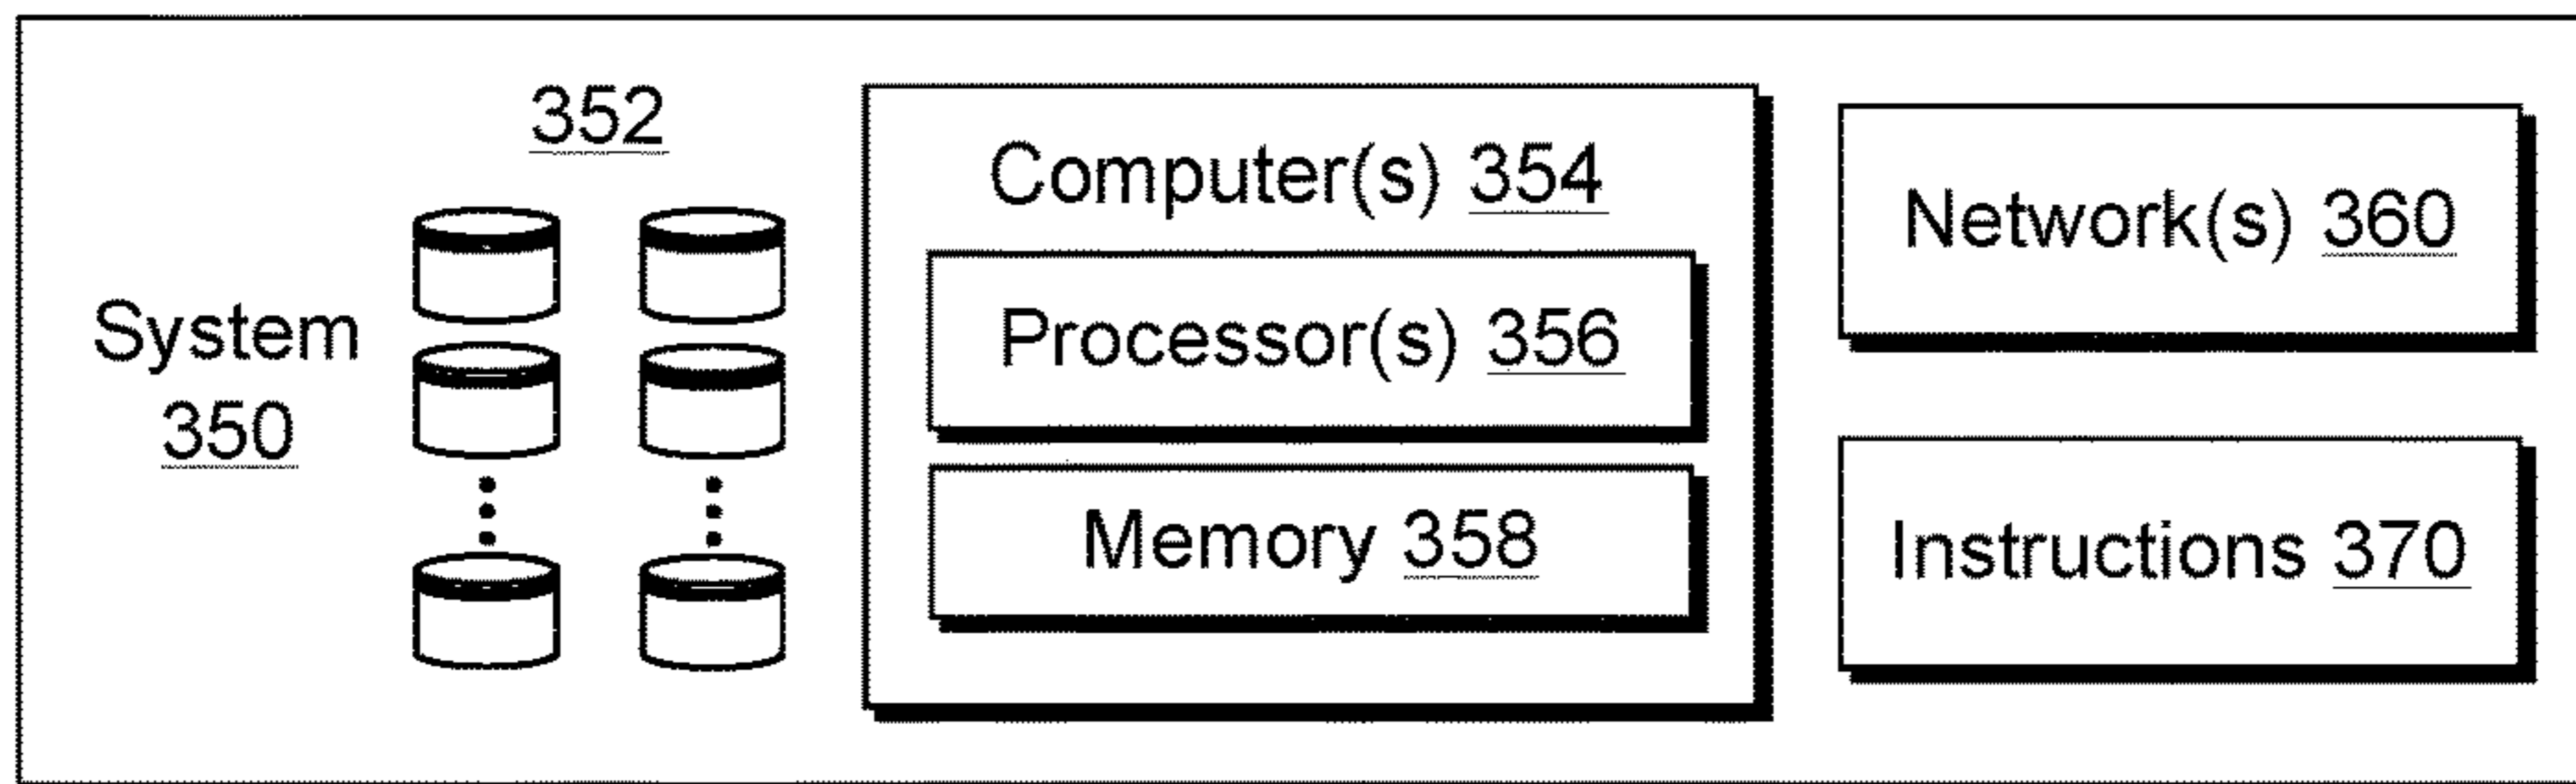 System
350
352
Computer(s) 354
Processor(s) 356
Memory 358
Network(s) 360
Instructions 370